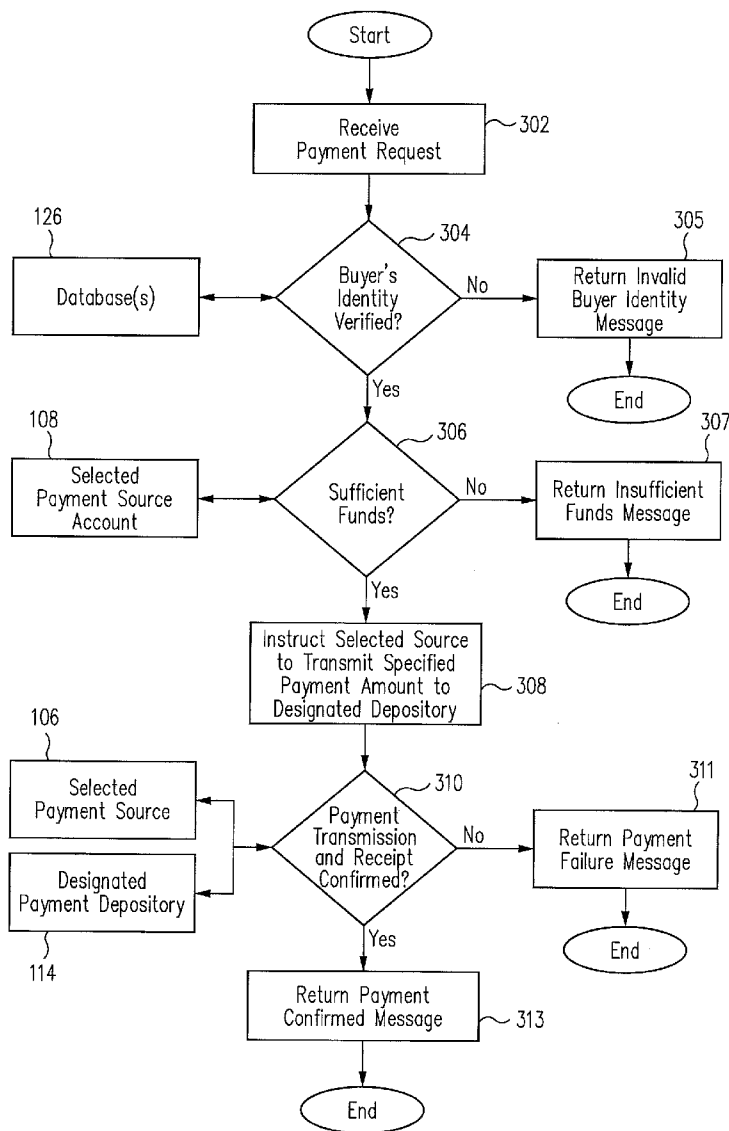 Start
Receive
Payment Request
302
126
Database(s)
304
Buyer's
Identity
Verified?
No
305
Return Invalid
Buyer Identity
Message
End
Yes
108
Selected
Payment Source
Account
306
Sufficient
Funds?
No
307
Return Insufficient
Funds Message
End
Yes
Instruct Selected Source
to Transmit Specified
Payment Amount to
Designated Depository
308
106
Selected
Payment Source
Designated
Payment Depository
114
310
Payment
Transmission
and Receipt
Confirmed?
No
311
Return Payment
Failure Message
End
Yes
Return Payment
Confirmed Message
313
End